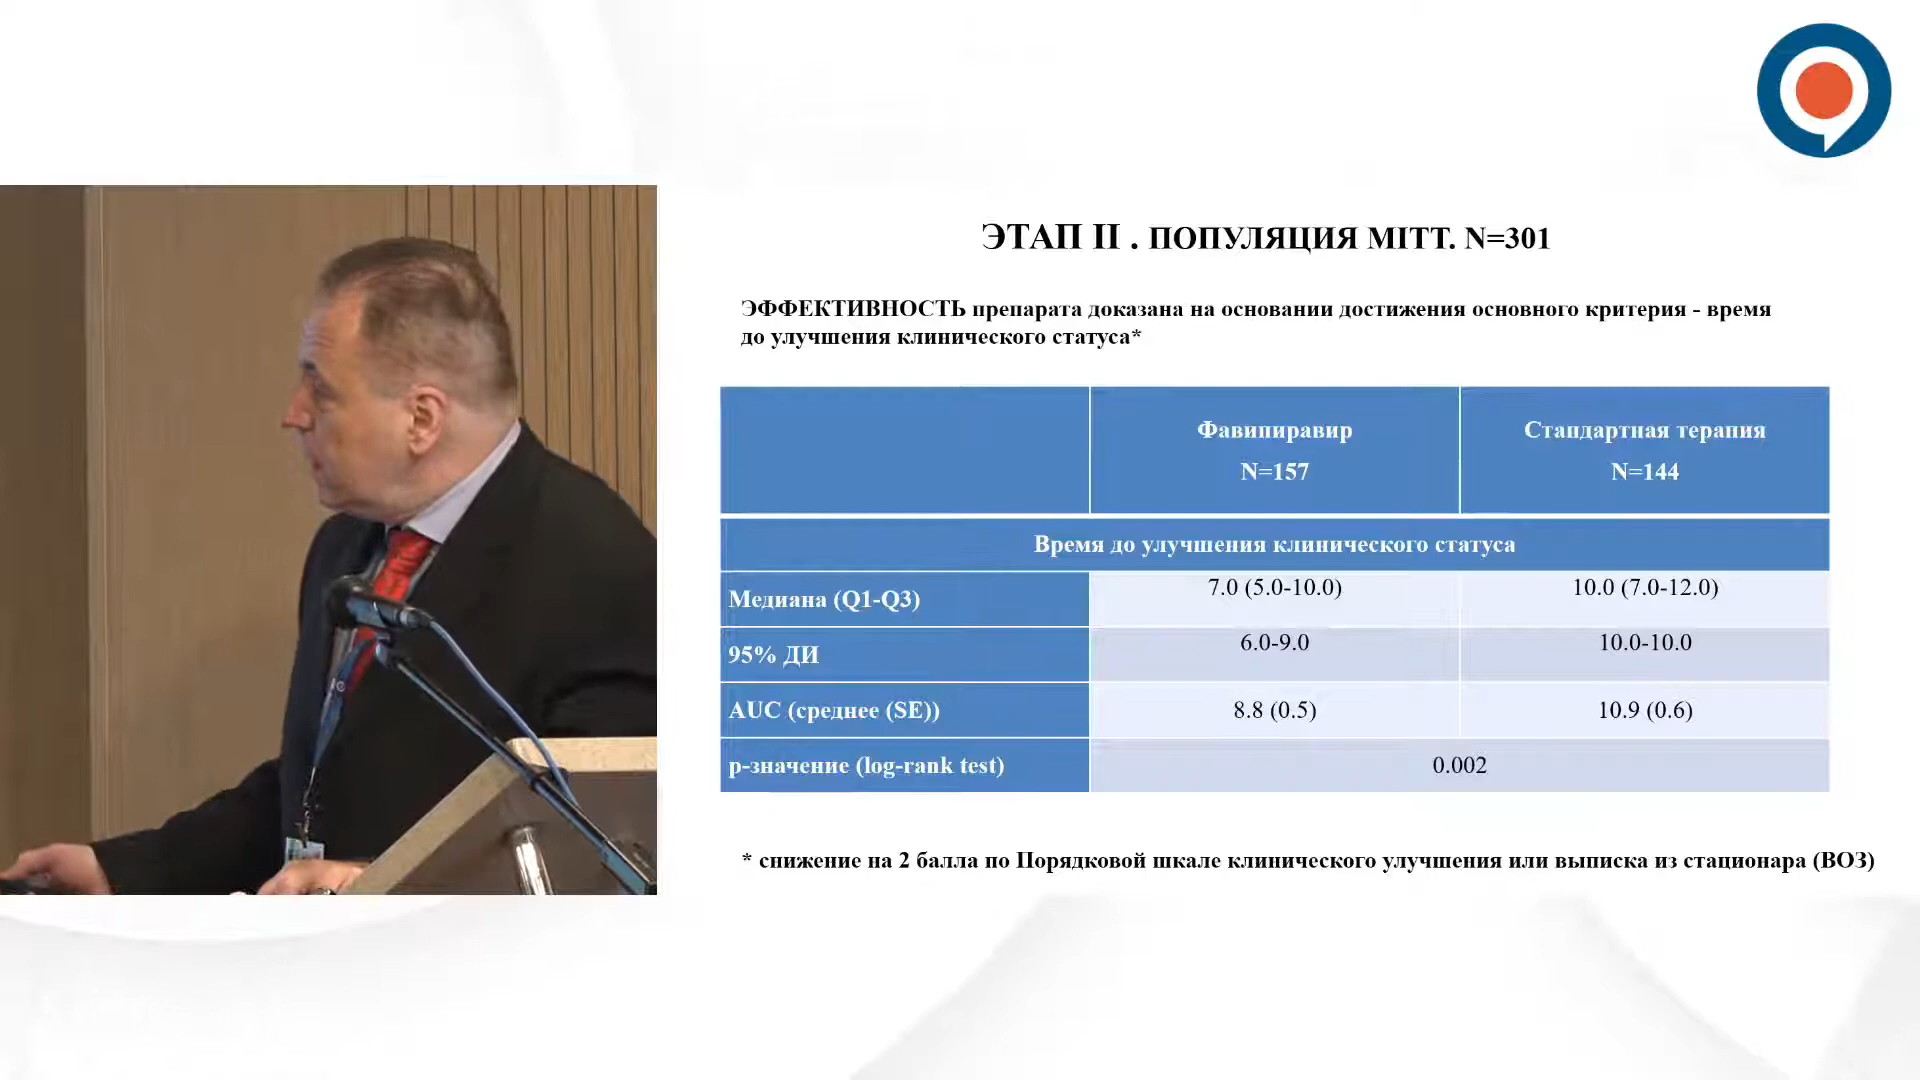 ЭТАП II . ПОПУЛЯЦИЯ MITT. N=301
ЭФФЕКТИВНОСТЬ препарата доказана на основании достижения основного критерия - время
до улучшения клинического статуса*
Фавипиравир
N=157
Стандартная терапия
N=144
Время до улучшения клинического статуса
Медиана (Q1-Q3)
7.0 (5.0-10.0)
10.0 (7.0-12.0)
95% ДИ
6.0-9.0
10.0-10.0
AUC (среднее (SE))
8.8 (0.5)
10.9 (0.6)
р-значение (log-rank test)
0.002
* снижение на 2 балла по Порядковой шкале клинического улучшения или выписка из стационара (ВОЗ)